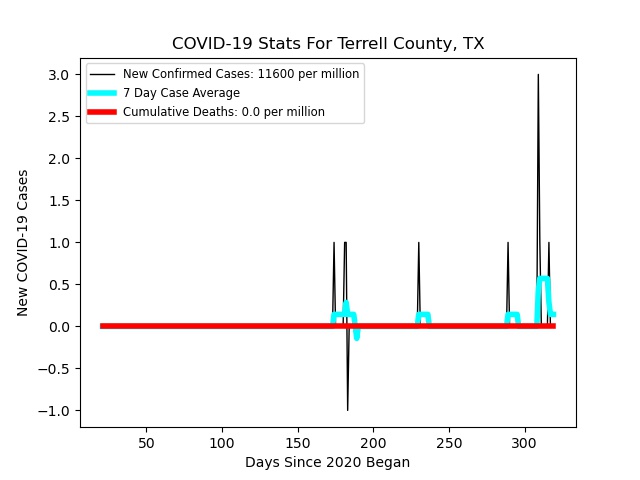 COVID-19 Stats For Terrell County, TX
New Confirmed Cases: 11600 per million
7 Day Case Average
Cumulative Deaths: 0.0 per million
New COVID-19 Cases
3.0
2.5
2.0
1.5
1.0
0.5
0.0
−0.5
−1.0
50 100 150 200 250 300
Days Since 2020 Began